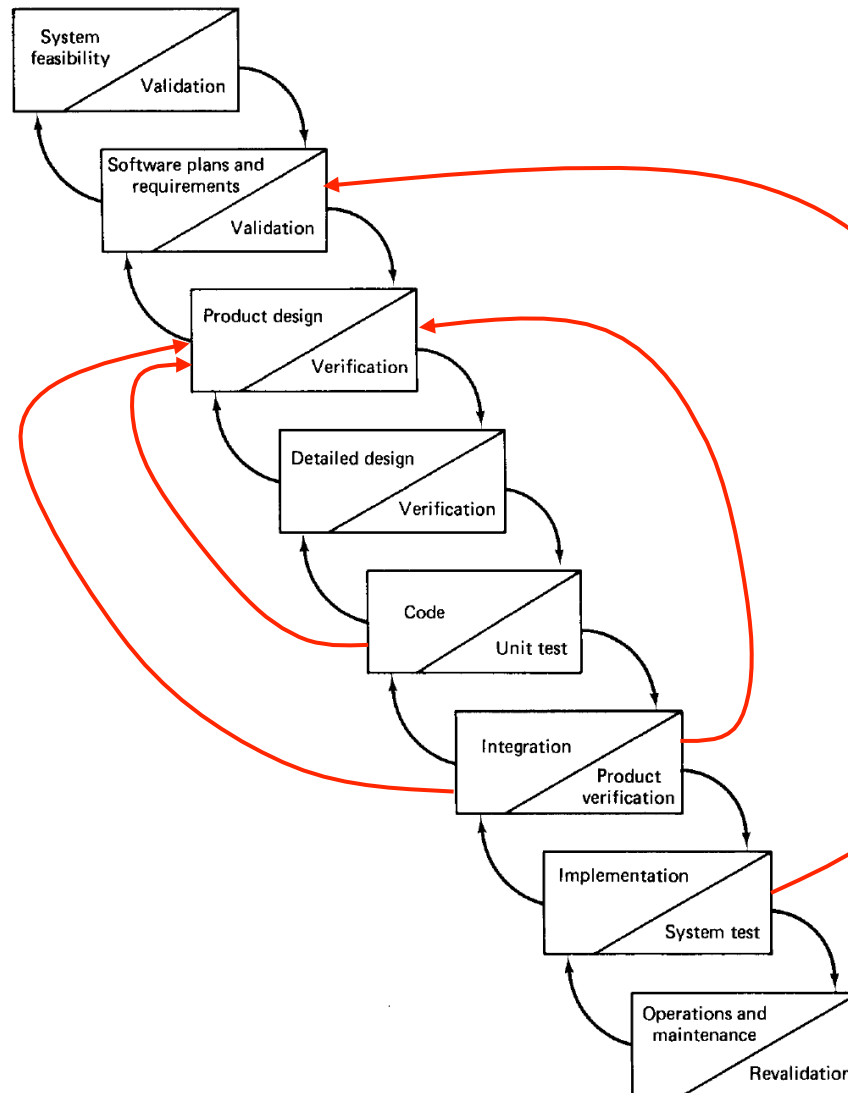 System
feasibility
Validation
Software plans and
requirements
Validation
Product design
Verification
Detailed design
Verification
Code
Unit test
Integration
Product
verification
Implementation
System test
Operations and
maintenance
Revalidation